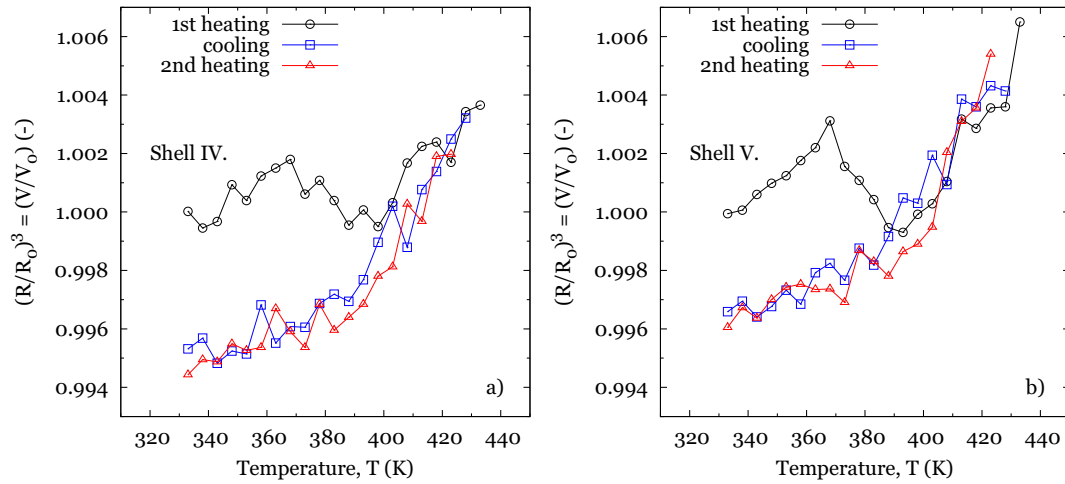 1st heating
cooling
2nd heating
Shell IV.
a)
(R/R0)^3 = (V/V0) (-)
1.006
1.004
1.002
1.000
0.998
0.996
0.994
320 340 360 380 400 420 440
Temperature, T (K)
1st heating
cooling
2nd heating
Shell V.
b)
(R/R0)^3 = (V/V0) (-)
1.006
1.004
1.002
1.000
0.998
0.996
0.994
320 340 360 380 400 420 440
Temperature, T (K)